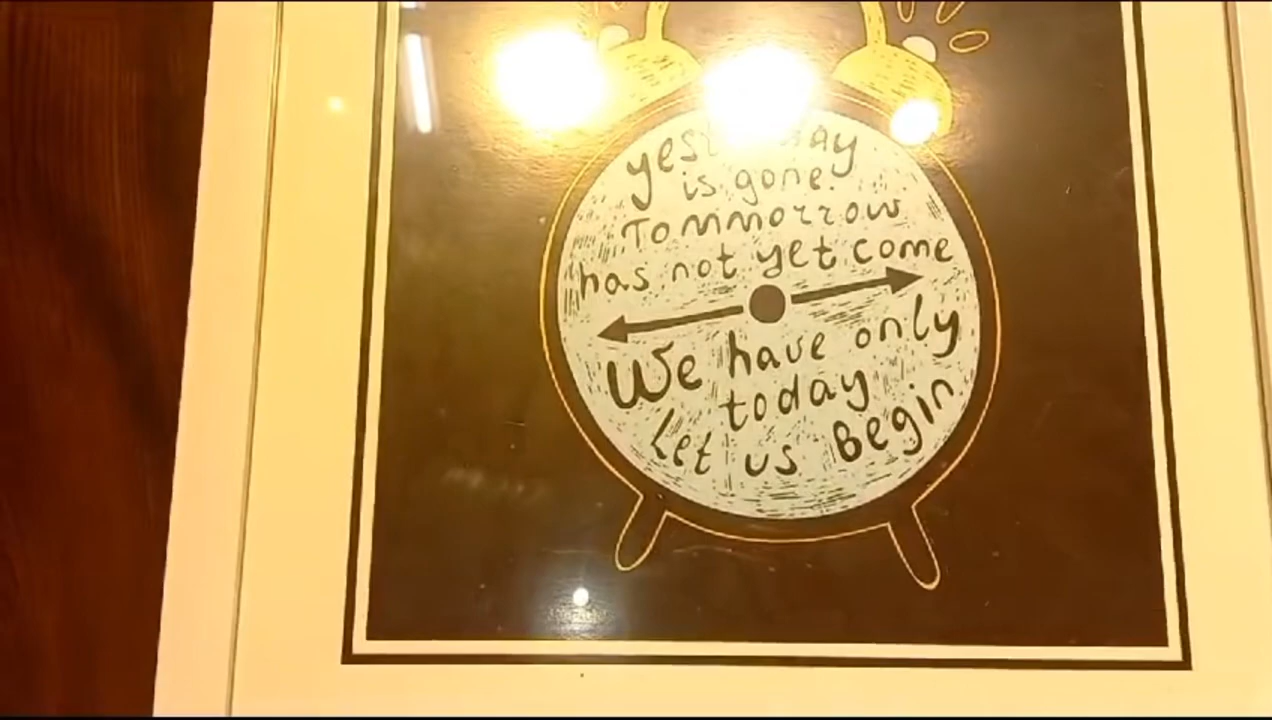 is gone.
Tommorrow
has not yet come
We have only
today
Let us Begin